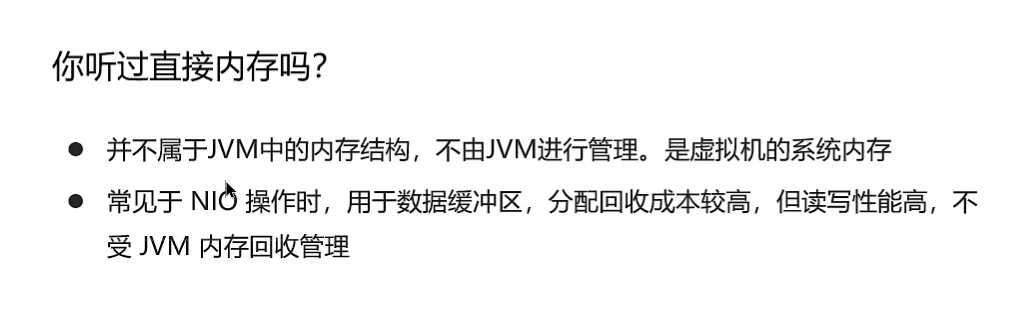 你听过直接内存吗？
● 并不属于JVM中的内存结构，不由JVM进行管理。是虚拟机的系统内存
● 常见于 NIO 操作时，用于数据缓冲区，分配回收成本较高，但读写性能高，不
受 JVM 内存回收管理